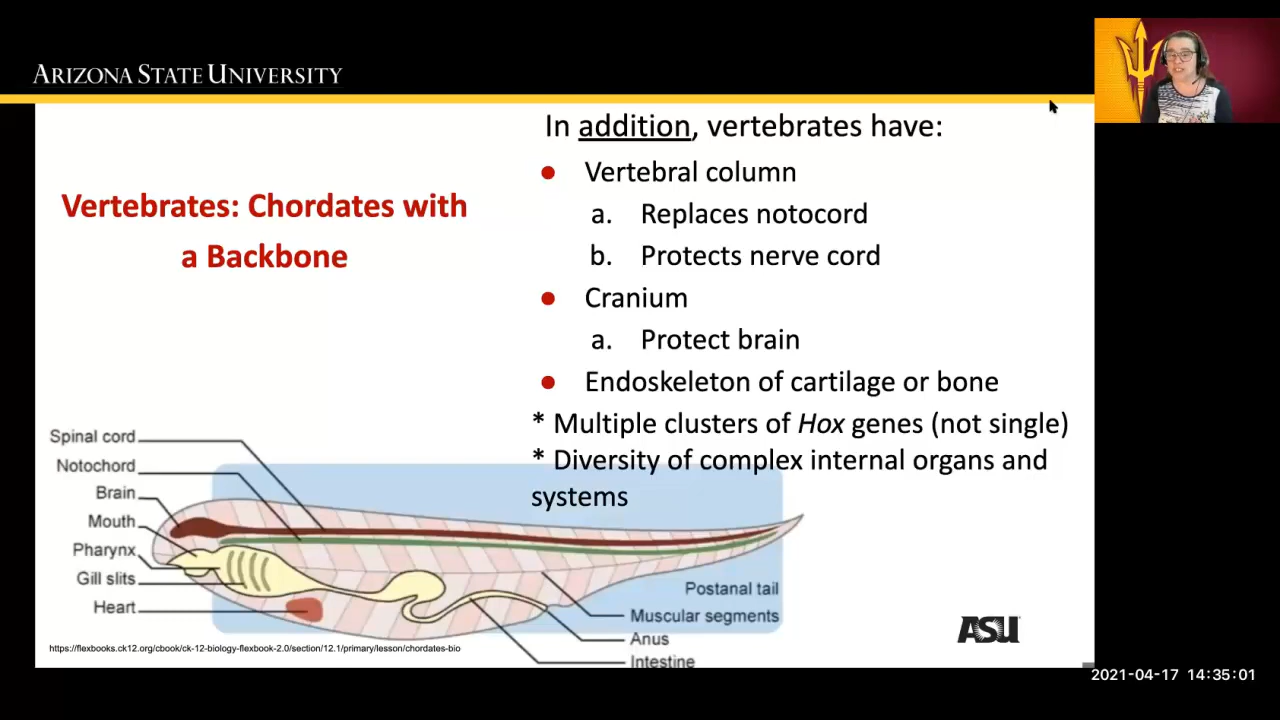 ARIZONA STATE UNIVERSITY
Vertebrates: Chordates with
a Backbone
In addition, vertebrates have:
● Vertebral column
a. Replaces notocord
b. Protects nerve cord
● Cranium
a. Protect brain
● Endoskeleton of cartilage or bone
* Multiple clusters of Hox genes (not single)
* Diversity of complex internal organs and
systems
Spinal cord
Notochord
Brain
Mouth
Pharynx
Gill slits
Heart
Postanal tail
Muscular segments
Anus
Intestine
https://flexbooks.ck12.org/cbook/ck-12-biology-flexbook-2.0/section/12.1/primary/lesson/chordates-bio
ASU
2021-04-17 14:35:01